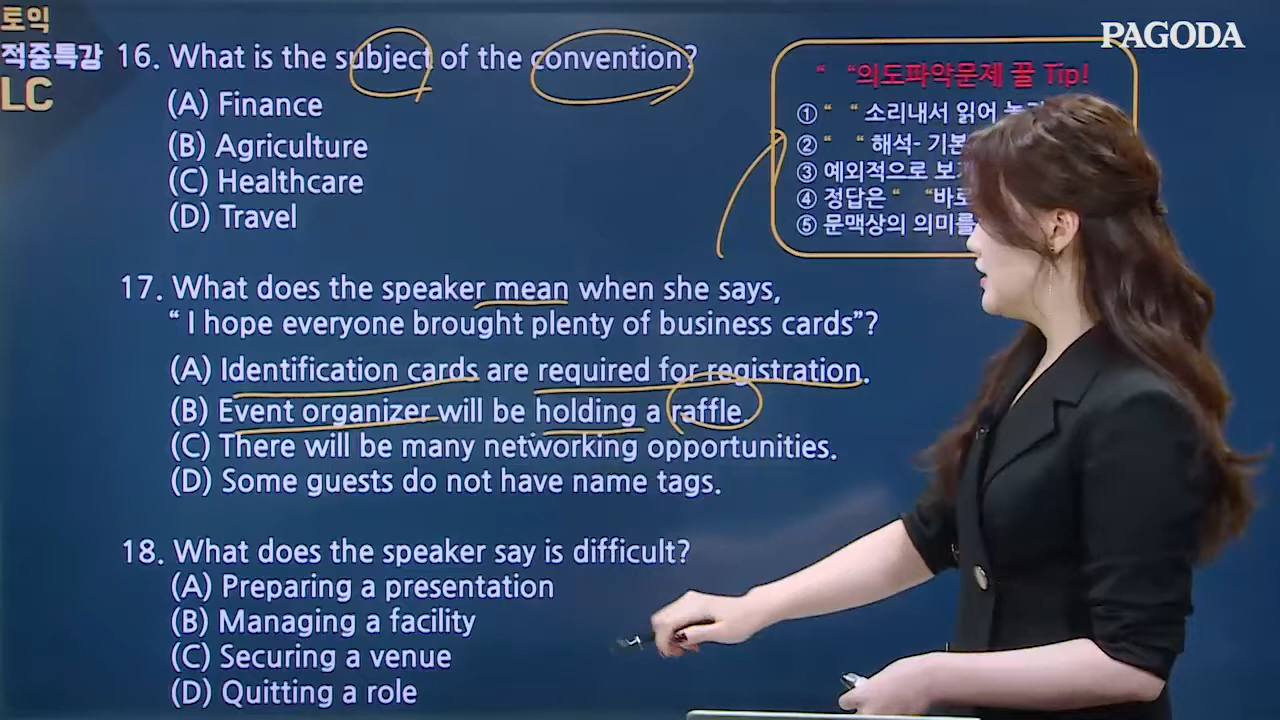 토익
적중특강
LC
PAGODA
16. What is the subject of the convention?
(A) Finance
(B) Agriculture
(C) Healthcare
(D) Travel
“ “의도파악문제 꿀 Tip!
① “ “ 소리내서 읽어
② “ “ 해석- 기본
③ 예외적으로
④ 정답은 “ “바로
⑤ 문맥상의 의미를
17. What does the speaker mean when she says,
“ I hope everyone brought plenty of business cards”?
(A) Identification cards are required for registration.
(B) Event organizer will be holding a raffle.
(C) There will be many networking opportunities.
(D) Some guests do not have name tags.
18. What does the speaker say is difficult?
(A) Preparing a presentation
(B) Managing a facility
(C) Securing a venue
(D) Quitting a role